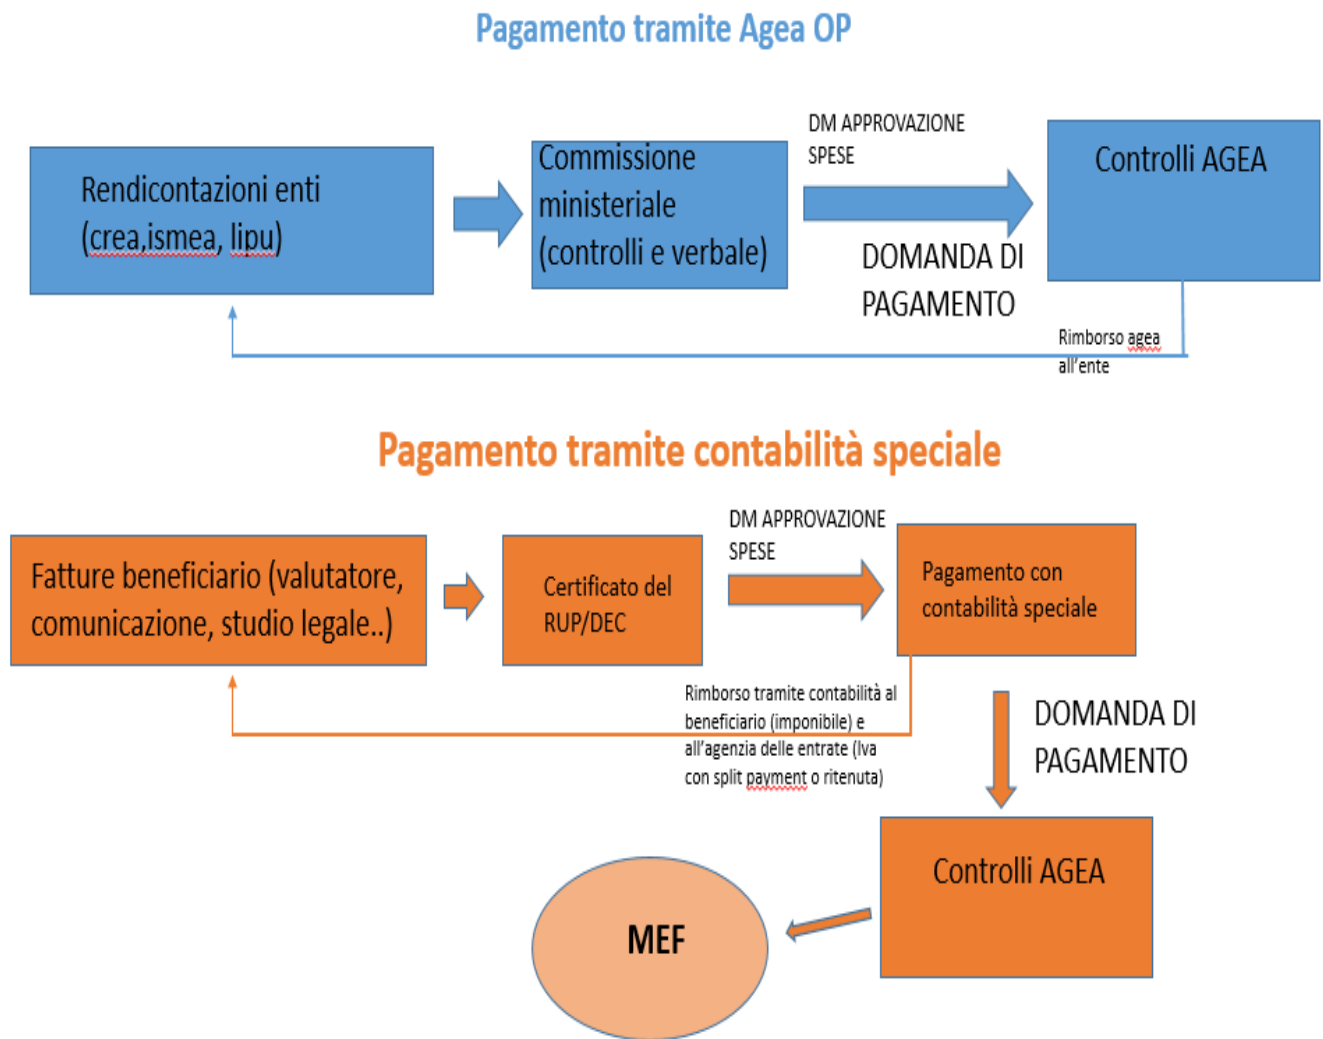 Pagamento tramite Agea OP
Rendicontazioni enti
(crea,ismea, lipu)
Commissione
ministeriale
(controlli e verbale)
DM APPROVAZIONE
SPESE
DOMANDA DI
PAGAMENTO
Controlli AGEA
Rimborso agea
all'ente
Pagamento tramite contabilità speciale
Fatture beneficiario (valutatore,
comunicazione, studio legale..)
Certificato del
RUP/DEC
DM APPROVAZIONE
SPESE
Pagamento con
contabilità speciale
Rimborso tramite contabilità al
beneficiario (imponibile) e
all'agenzia delle entrate (Iva
con split payment o ritenuta)
DOMANDA DI
PAGAMENTO
Controlli AGEA
MEF